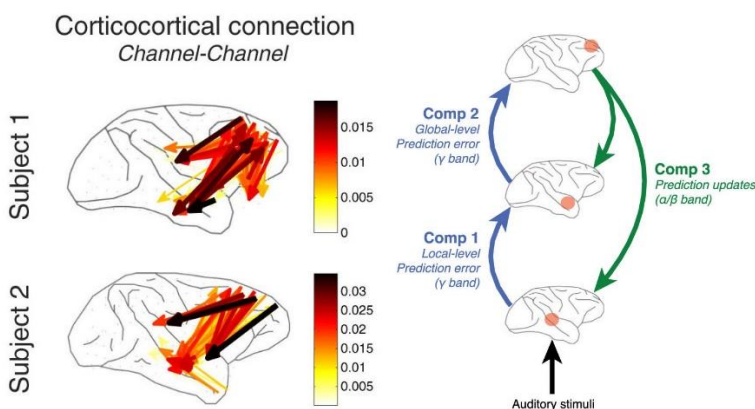 Corticocortical connection
Channel-Channel
Subject 1
0.015
0.01
0.005
0
Subject 2
0.03
0.025
0.02
0.015
0.01
0.005
Comp 2
Global-level
Prediction error
(γ band)
Comp 3
Prediction updates
(α/β band)
Comp 1
Local-level
Prediction error
(γ band)
Auditory stimuli